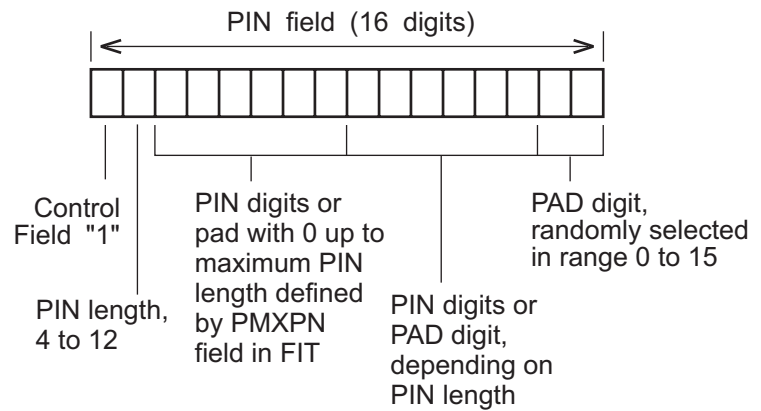 PIN field (16 digits)
Control
Field "1"
PIN length,
4 to 12
PIN digits or
pad with 0 up to
maximum PIN
length defined
by PMXPN
field in FIT
PIN digits or
PAD digit,
depending on
PIN length
PAD digit,
randomly selected
in range 0 to 15